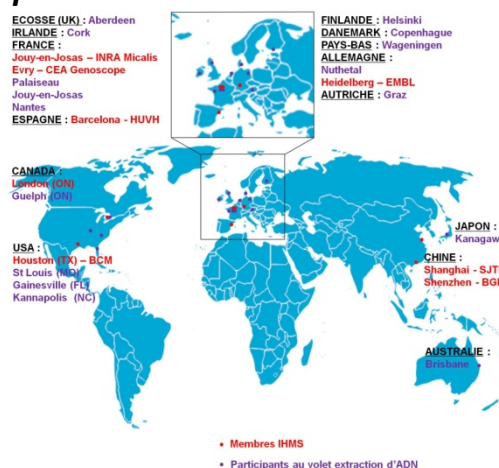 ECOSSE (UK) : Aberdeen
IRLANDE : Cork
FRANCE :
Jouy-en-Josas – INRA Micalis
Evry – CEA Genoscope
Palaiseau
Jouy-en-Josas
Nantes
ESPAGNE : Barcelona - HUVH
FINLANDE : Helsinki
DANEMARK : Copenhague
PAYS-BAS : Wageningen
ALLEMAGNE :
Nuthetal
Heidelberg – EMBL
AUTRICHE : Graz
CANADA :
London (ON)
Guelph (ON)
USA :
Houston (TX) – BCM
St Louis (MO)
Gainesville (FL)
Kannapolis (NC)
JAPON :
Kanagaw
CHINE :
Shanghai - SJT
Shenzhen - BG
AUSTRALIE :
Brisbane
• Membres IHMS
• Participants au volet extraction d'ADN